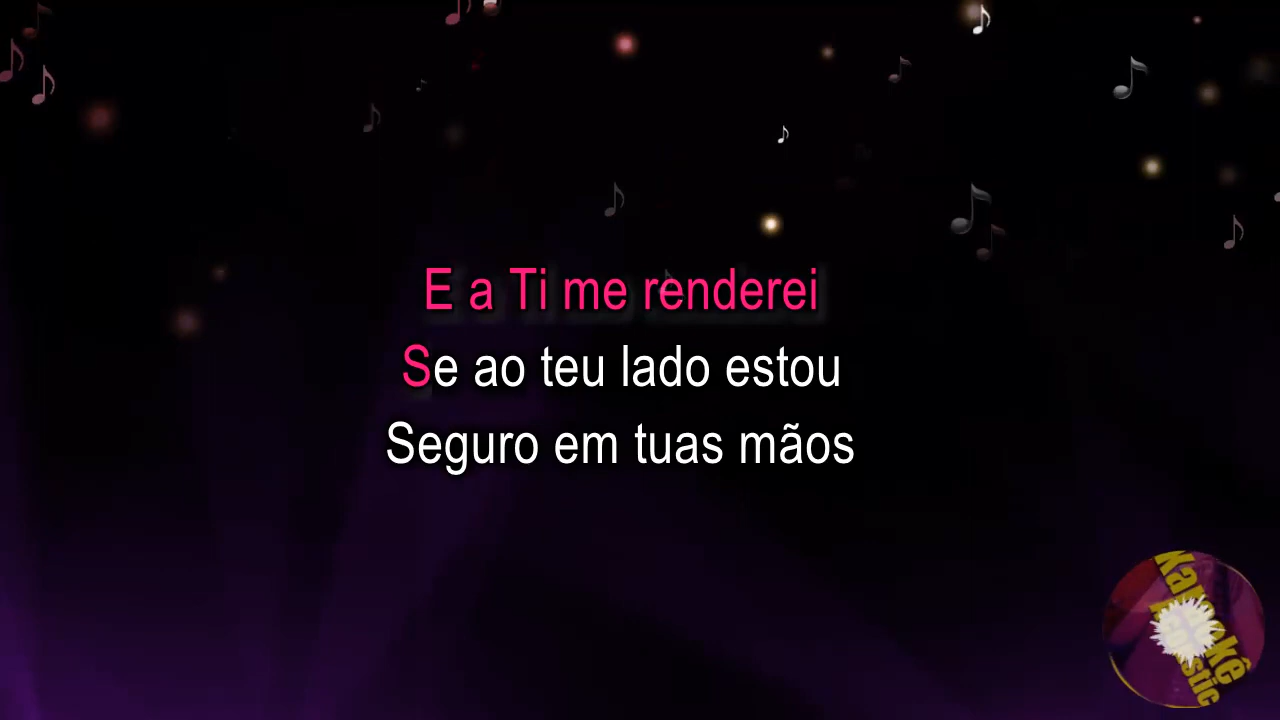 E a Ti me renderei
Se ao teu lado estou
Seguro em tuas mãos